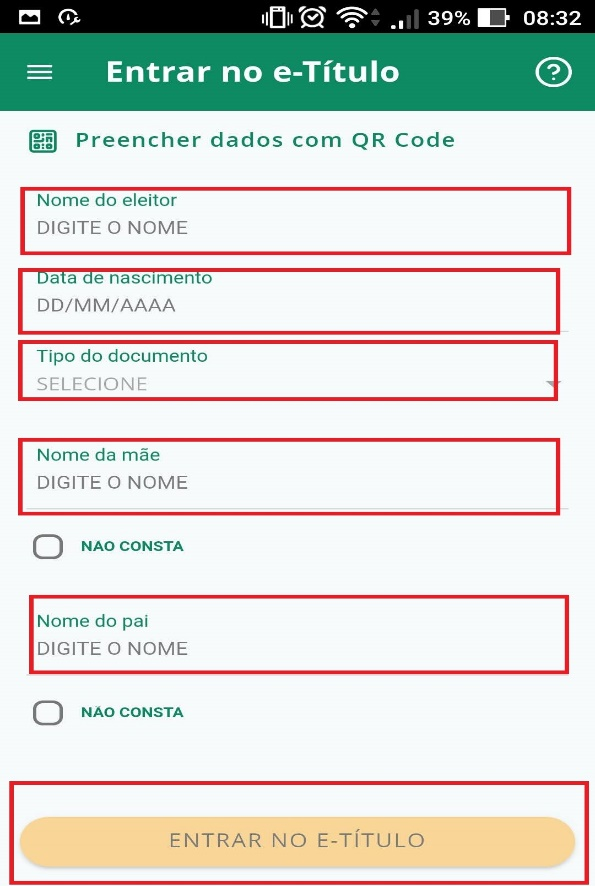 39% 08:32
Entrar no e-Título
Preencher dados com QR Code
Nome do eleitor
DIGITE O NOME
Data de nascimento
DD/MM/AAAA
Tipo do documento
SELECIONE
Nome da mãe
DIGITE O NOME
NÃO CONSTA
Nome do pai
DIGITE O NOME
NÃO CONSTA
ENTRAR NO E-TÍTULO